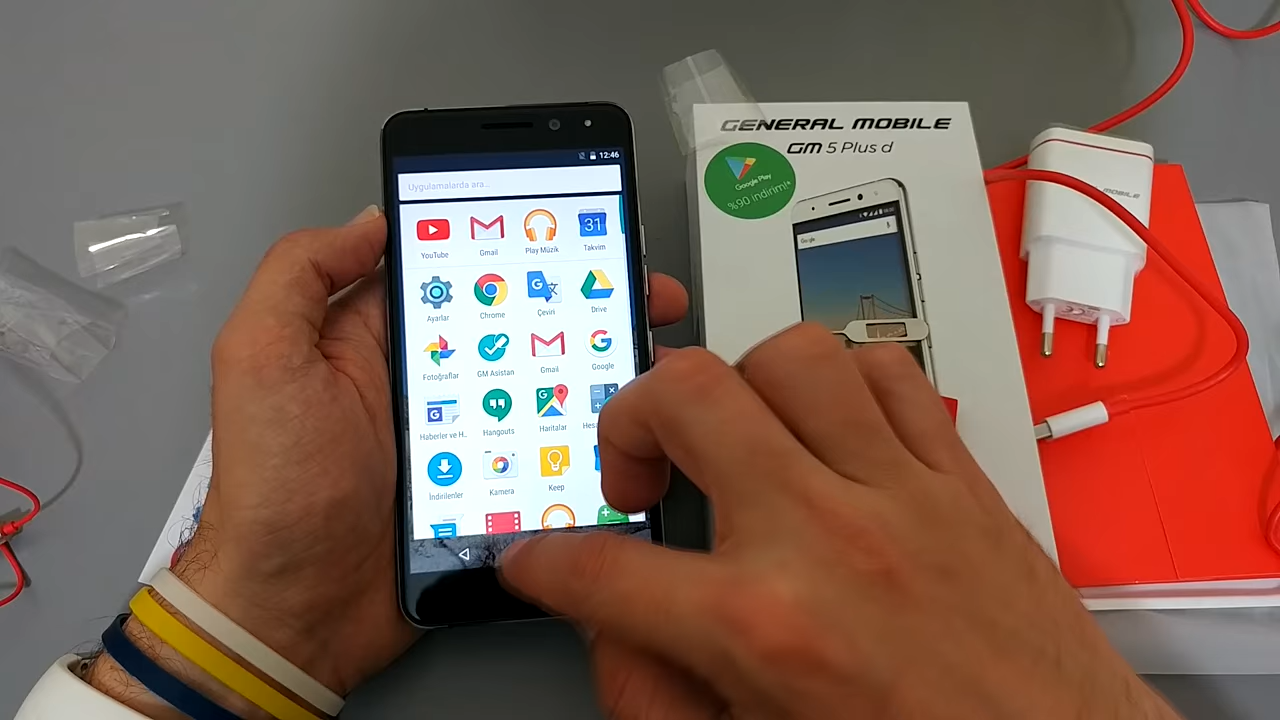 12:46
Uygulamalarda ara...
YouTube
Gmail
Play Müzik
31
Takvim
Ayarlar
Chrome
Çeviri
Drive
Fotoğraflar
GM Asistan
Gmail
Google
Haberler ve H..
Hangouts
Haritalar
İndirilenler
Kamera
Keep
GENERAL MOBILE
GM 5 Plus d
Google Play
%90 indirim!*
Google
MOBILE